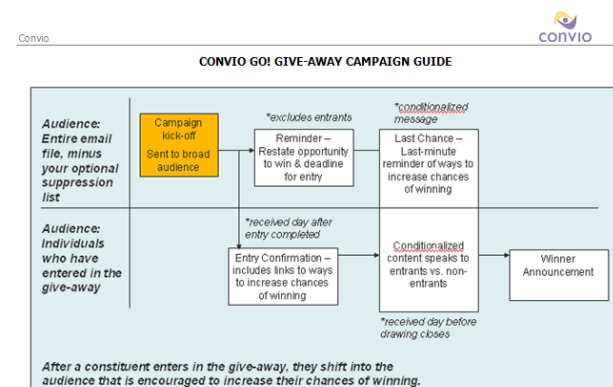 Convio
CONVIO
CONVIO GO! GIVE-AWAY CAMPAIGN GUIDE
Audience:
Entire email
file, minus
your optional
suppression
list
Campaign
kick-off
Sent to broad
audience
*excludes entrants
Reminder –
Restate opportunity
to win & deadline
for entry
*conditionalized
message
Last Chance –
Last-minute
reminder of ways to
increase chances
of winning
Audience:
Individuals
who have
entered in the
give-away
*received day after
entry completed
Entry Confirmation –
includes links to ways
to increase chances
of winning
Conditionalized
content speaks to
entrants vs. non-
entrants
*received day before
drawing closes
Winner
Announcement
After a constituent enters in the give-away, they shift into the
audience that is encouraged to increase their chances of winning.